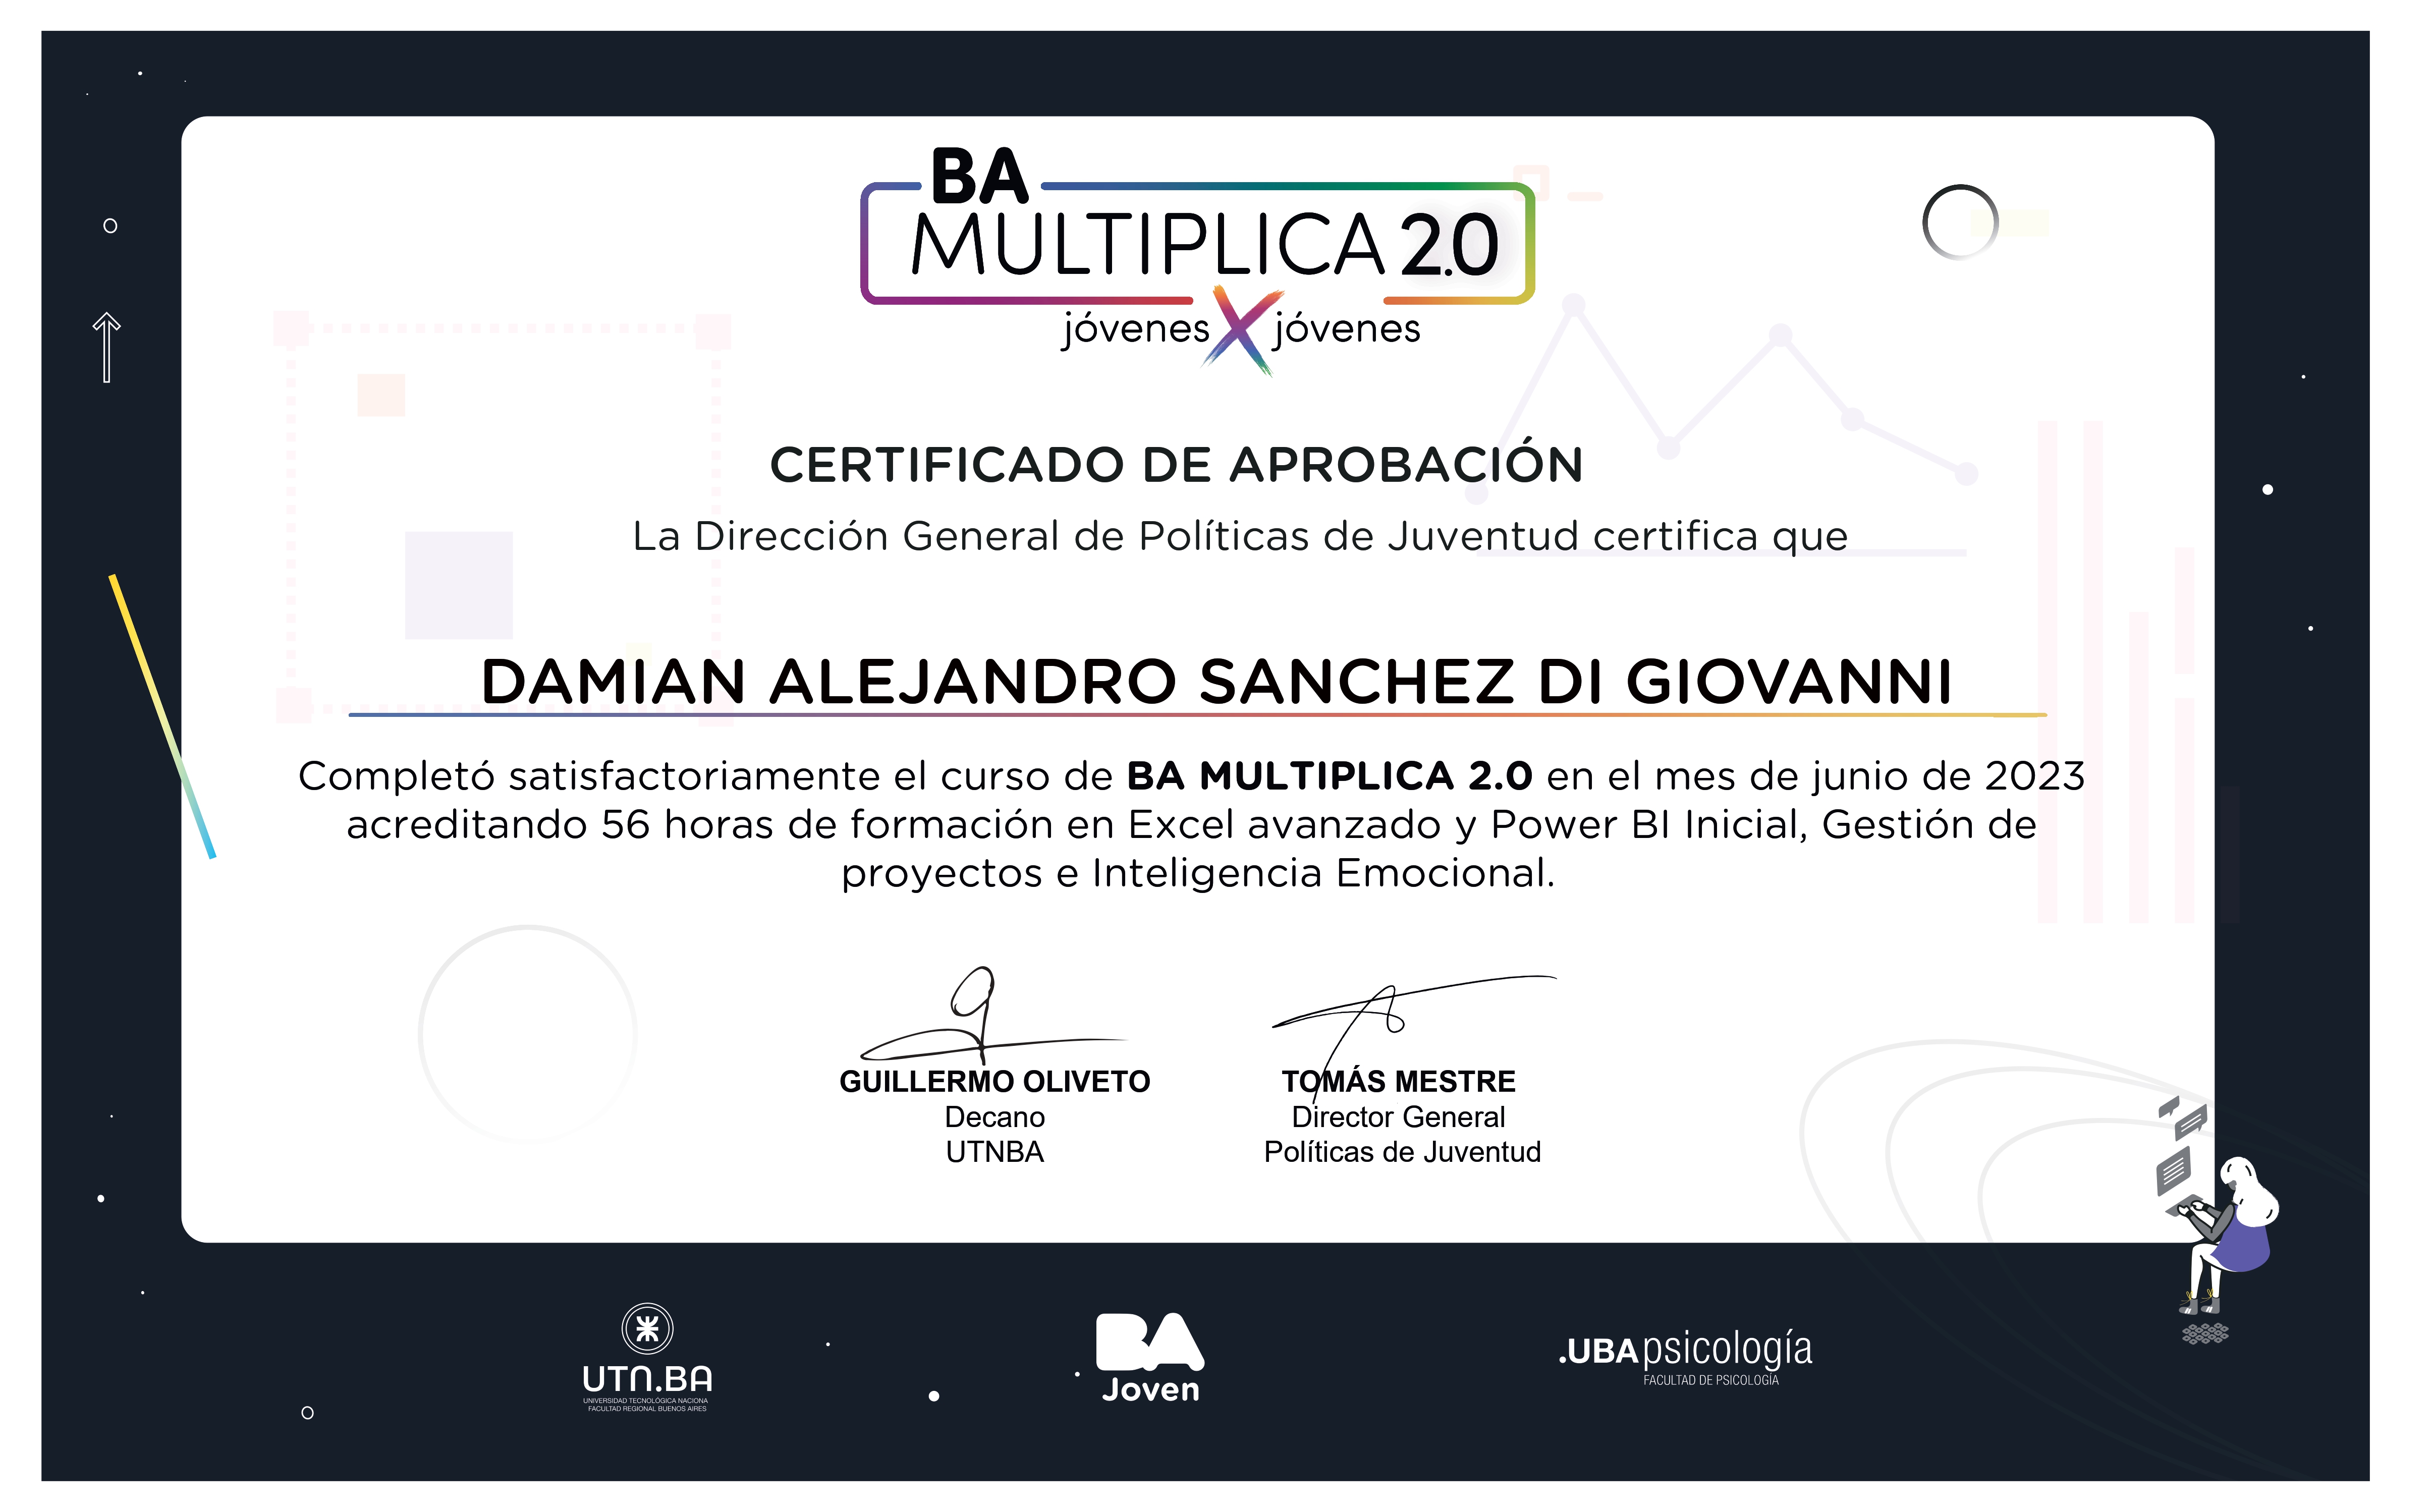 BA
MULTIPLICA 2.0
jóvenes X jóvenes
CERTIFICADO DE APROBACIÓN
La Dirección General de Políticas de Juventud certifica que
DAMIAN ALEJANDRO SANCHEZ DI GIOVANNI
Completó satisfactoriamente el curso de BA MULTIPLICA 2.0 en el mes de junio de 2023
acreditando 56 horas de formación en Excel avanzado y Power BI Inicial, Gestión de
proyectos e Inteligencia Emocional.
GUILLERMO OLIVETO
Decano
UTNBA
TOMÁS MESTRE
Director General
Políticas de Juventud
UTN.BA
UNIVERSIDAD TECNOLÓGICA NACIONA
FACULTAD REGIONAL BUENOS AIRES
BA
Joven
.UBApsicología
FACULTAD DE PSICOLOGÍA